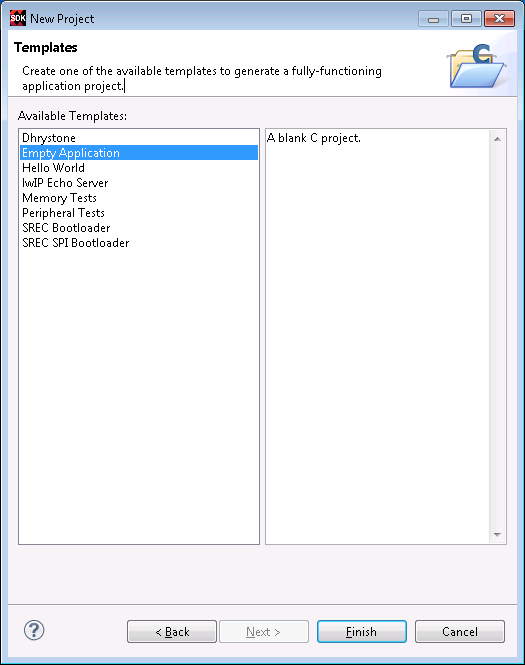 SDK New Project
Templates
Create one of the available templates to generate a fully-functioning
application project.
C
Available Templates:
Dhrystone
Empty Application
Hello World
lwIP Echo Server
Memory Tests
Peripheral Tests
SREC Bootloader
SREC SPI Bootloader
A blank C project.
?
< Back
Next >
Finish
Cancel